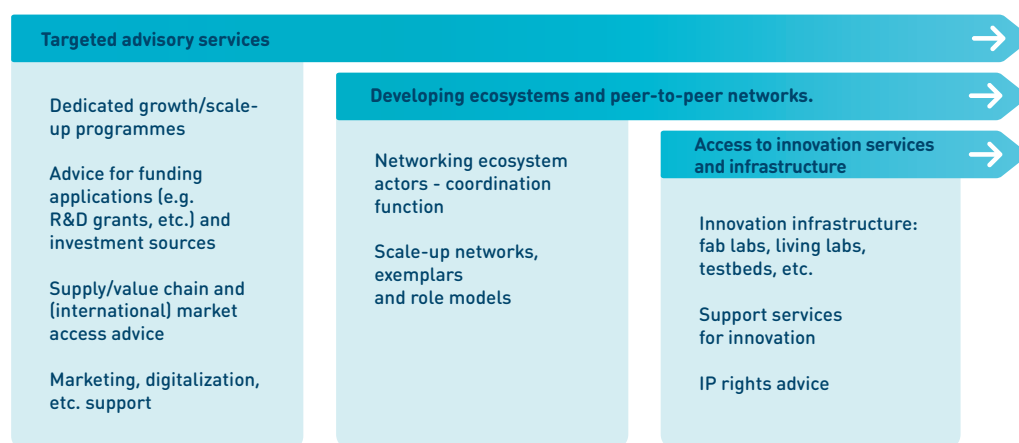 Targeted advisory services
Dedicated growth/scale-
up programmes
Advice for funding
applications (e.g.
R&D grants, etc.) and
investment sources
Supply/value chain and
(international) market
access advice
Marketing, digitalization,
etc. support
Developing ecosystems and peer-to-peer networks.
Networking ecosystem
actors - coordination
function
Scale-up networks,
exemplars
and role models
Access to innovation services
and infrastructure
Innovation infrastructure:
fab labs, living labs,
testbeds, etc.
Support services
for innovation
IP rights advice